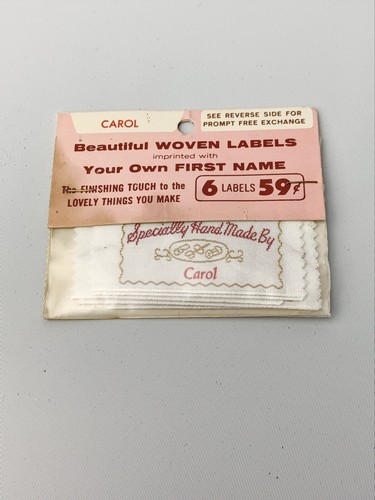 CAROL
SEE REVERSE SIDE FOR
PROMPT FREE EXCHANGE
Beautiful WOVEN LABELS
imprinted with
Your Own FIRST NAME
The FINISHING TOUCH to the
LOVELY THINGS YOU MAKE
6 LABELS 59¢
Specially Hand Made By
Carol